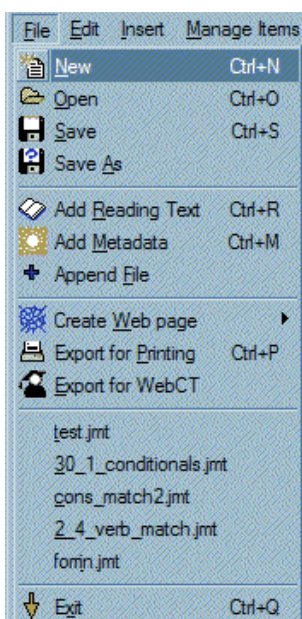 File Edit Insert Manage Items
New Ctrl+N
Open Ctrl+O
Save Ctrl+S
Save As
Add Reading Text Ctrl+R
Add Metadata Ctrl+M
Append File
Create Web page
Export for Printing Ctrl+P
Export for WebCT
test.jmt
30_1_conditionals.jmt
cons_match2.jmt
2_4_verb_match.jmt
forrjn.jmt
Exit Ctrl+Q